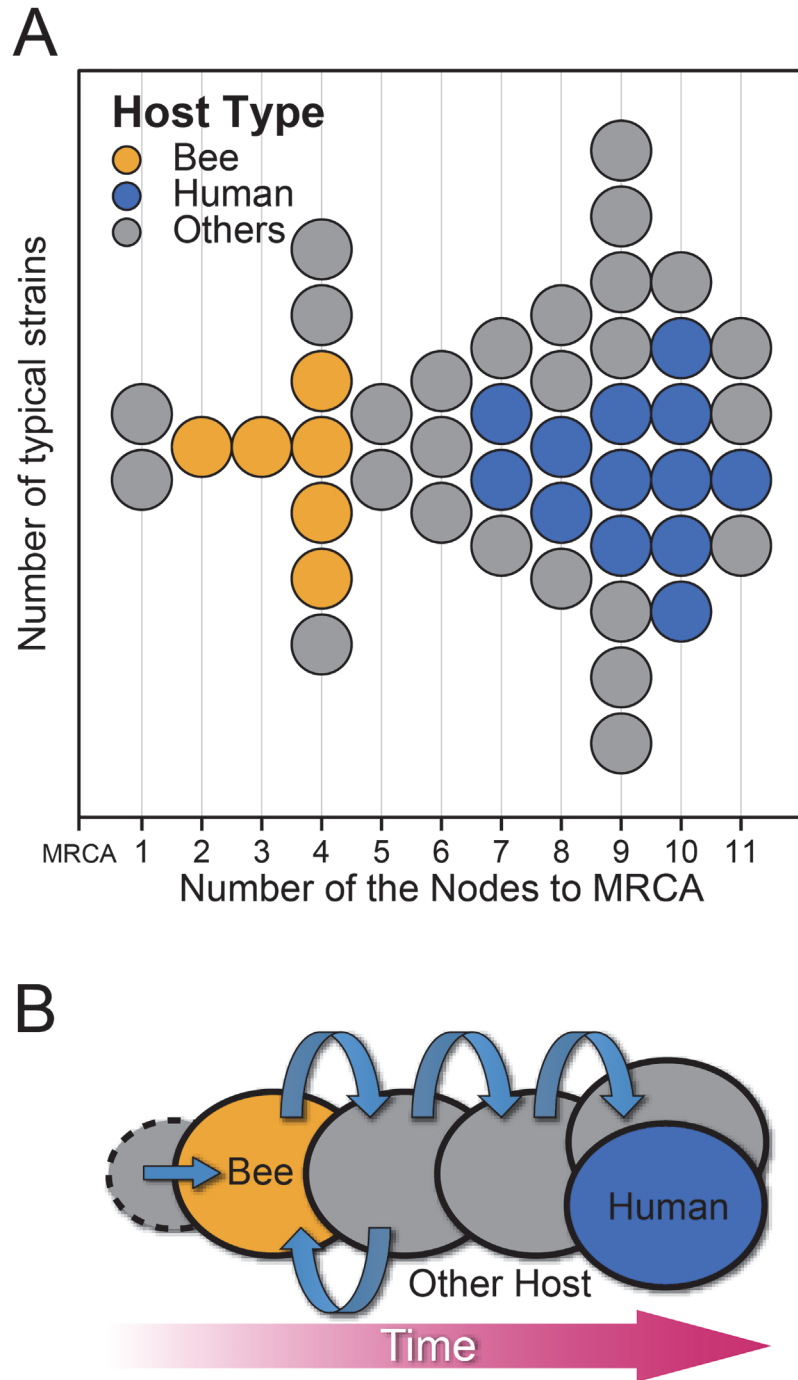 A
Host Type
Bee
Human
Others
Number of typical strains
MRCA 1 2 3 4 5 6 7 8 9 10 11
Number of the Nodes to MRCA
B
Bee
Human
Other Host
Time